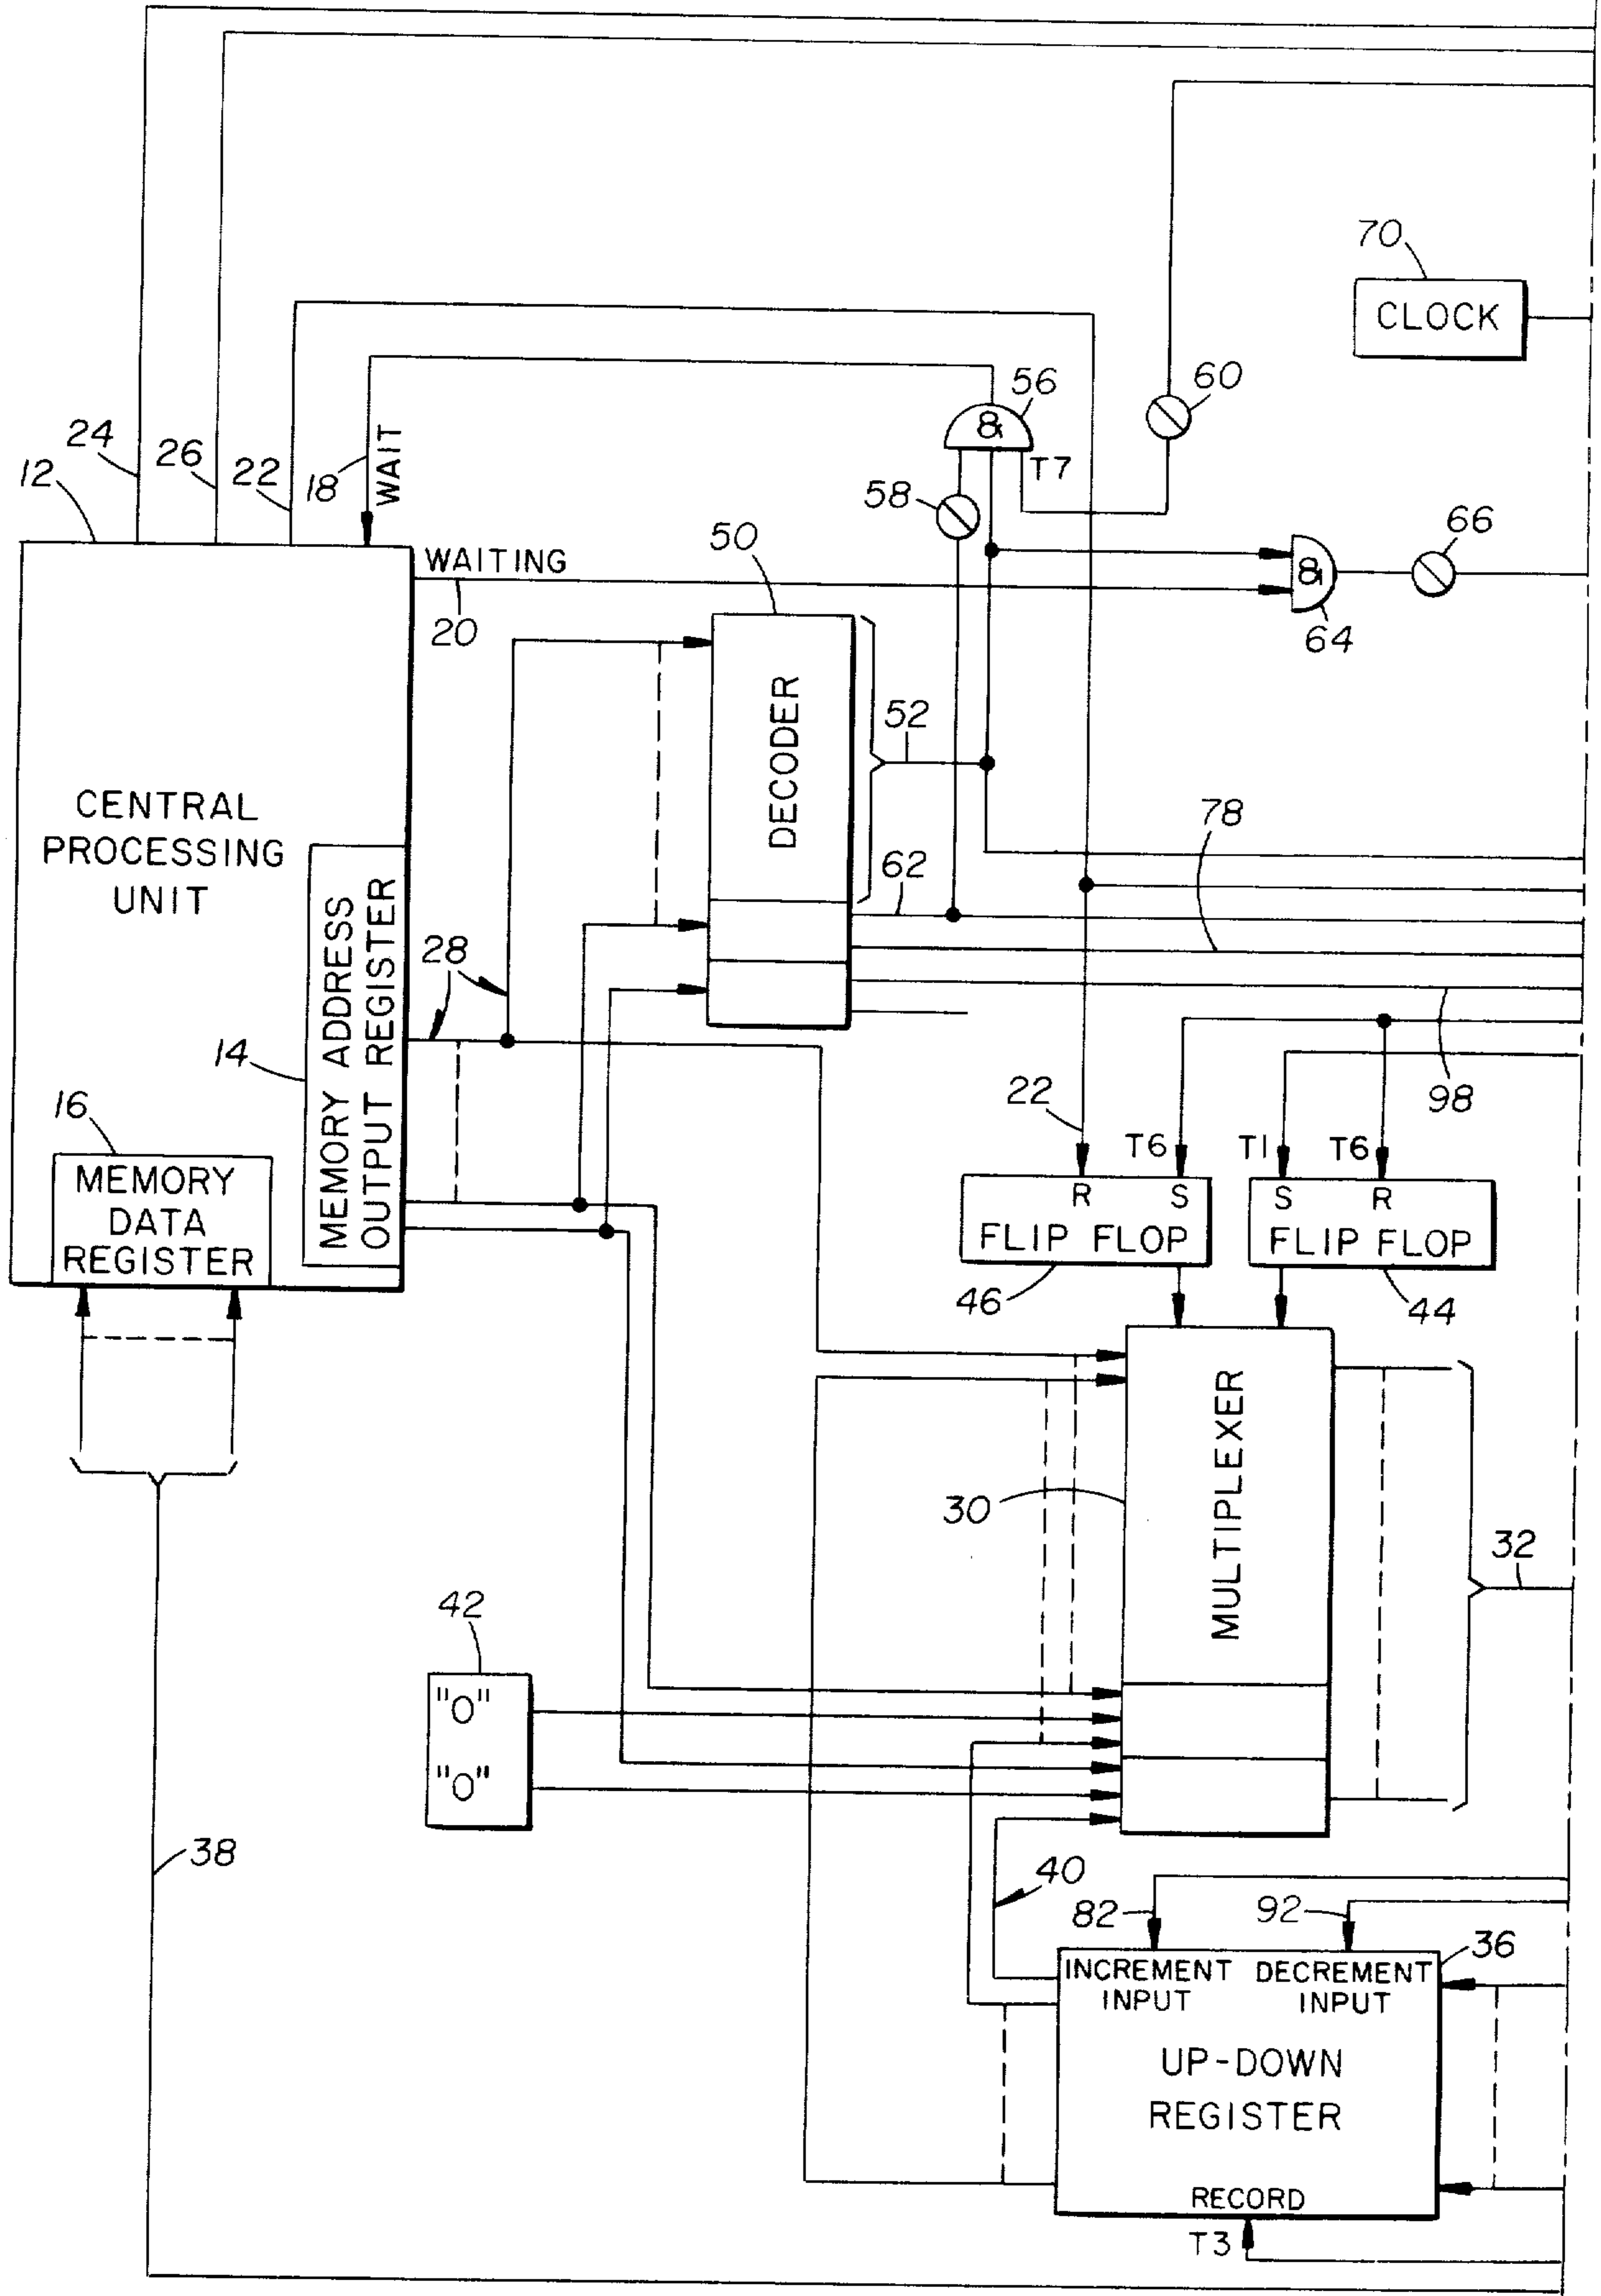 70
CLOCK
56
60
&
T7
24
26
22
12
18
WAIT
58
66
WAITING
50
&
20
64
DECODER
52
78
CENTRAL
PROCESSING
UNIT
62
MEMORY ADDRESS
OUTPUT REGISTER
28
14
98
16
22
T6
T1
T6
MEMORY
DATA
REGISTER
R
S
S
R
FLIP FLOP
FLIP FLOP
46
44
MULTIPLEXER
30
32
42
"0"
"0"
38
40
82
92
36
INCREMENT
INPUT
DECREMENT
INPUT
UP-DOWN
REGISTER
RECORD
T3